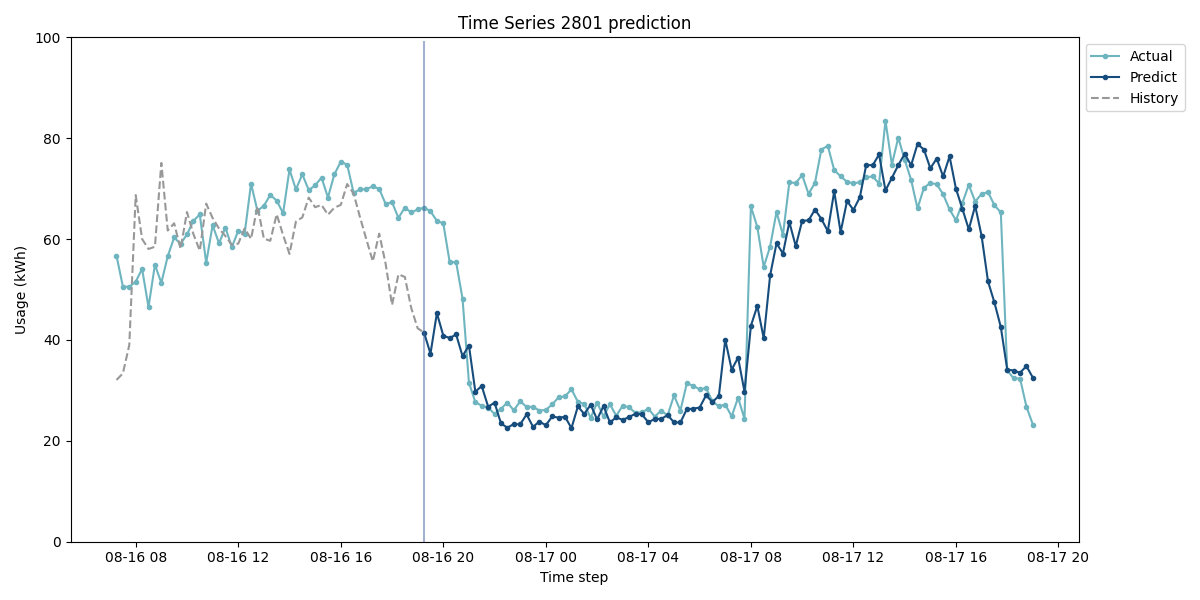 Time Series 2801 prediction
Usage (kWh)
100
80
60
40
20
0
08-16 08
08-16 12
08-16 16
08-16 20
08-17 00
08-17 04
08-17 08
08-17 12
08-17 16
08-17 20
Time step
Actual
Predict
History